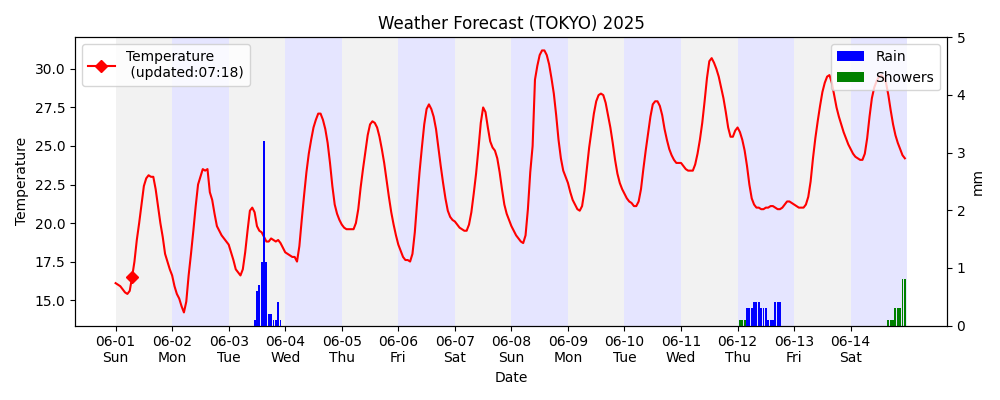 Weather Forecast (TOKYO) 2025
Temperature
(updated:07:18)
Rain
Showers
Temperature
30.0
27.5
25.0
22.5
20.0
17.5
15.0
5
4
3
2
1
0
mm
06-01 06-02 06-03 06-04 06-05 06-06 06-07 06-08 06-09 06-10 06-11 06-12 06-13 06-14
Sun Mon Tue Wed Thu Fri Sat Sun Mon Tue Wed Thu Fri Sat
Date